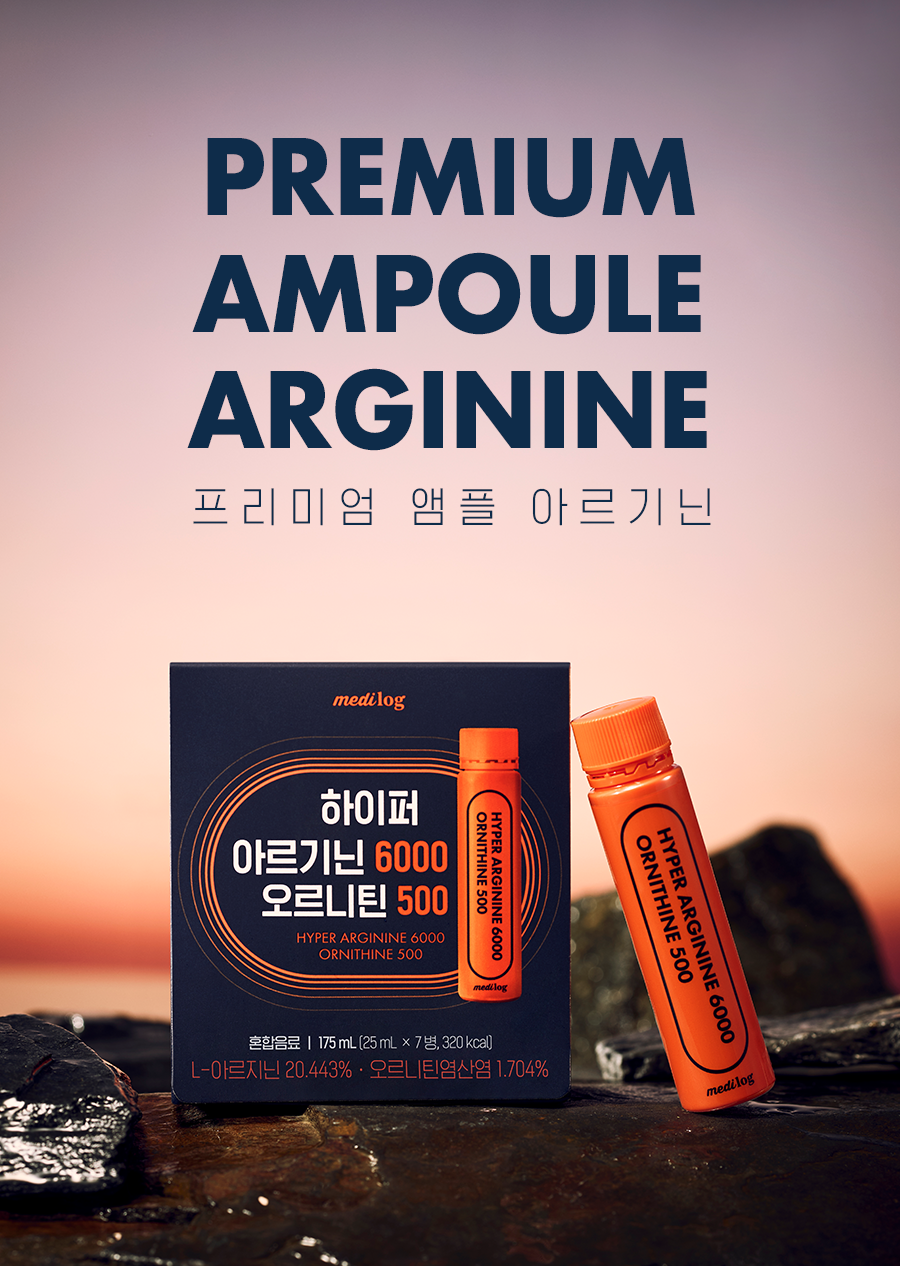 PREMIUM
AMPOULE
ARGININE
프리미엄 앰플 아르기닌
medilog
하이퍼
아르기닌 6000
오르니틴 500
HYPER ARGININE 6000
ORNITHINE 500
HYPER ARGININE 6000
ORNITHINE 500
medilog
혼합음료 | 175 mL (25 mL × 7 병, 320 kcal)
L-아르지닌 20.443% · 오르니틴염산염 1.704%
HYPER ARGININE 6000
ORNITHINE 500
medilog